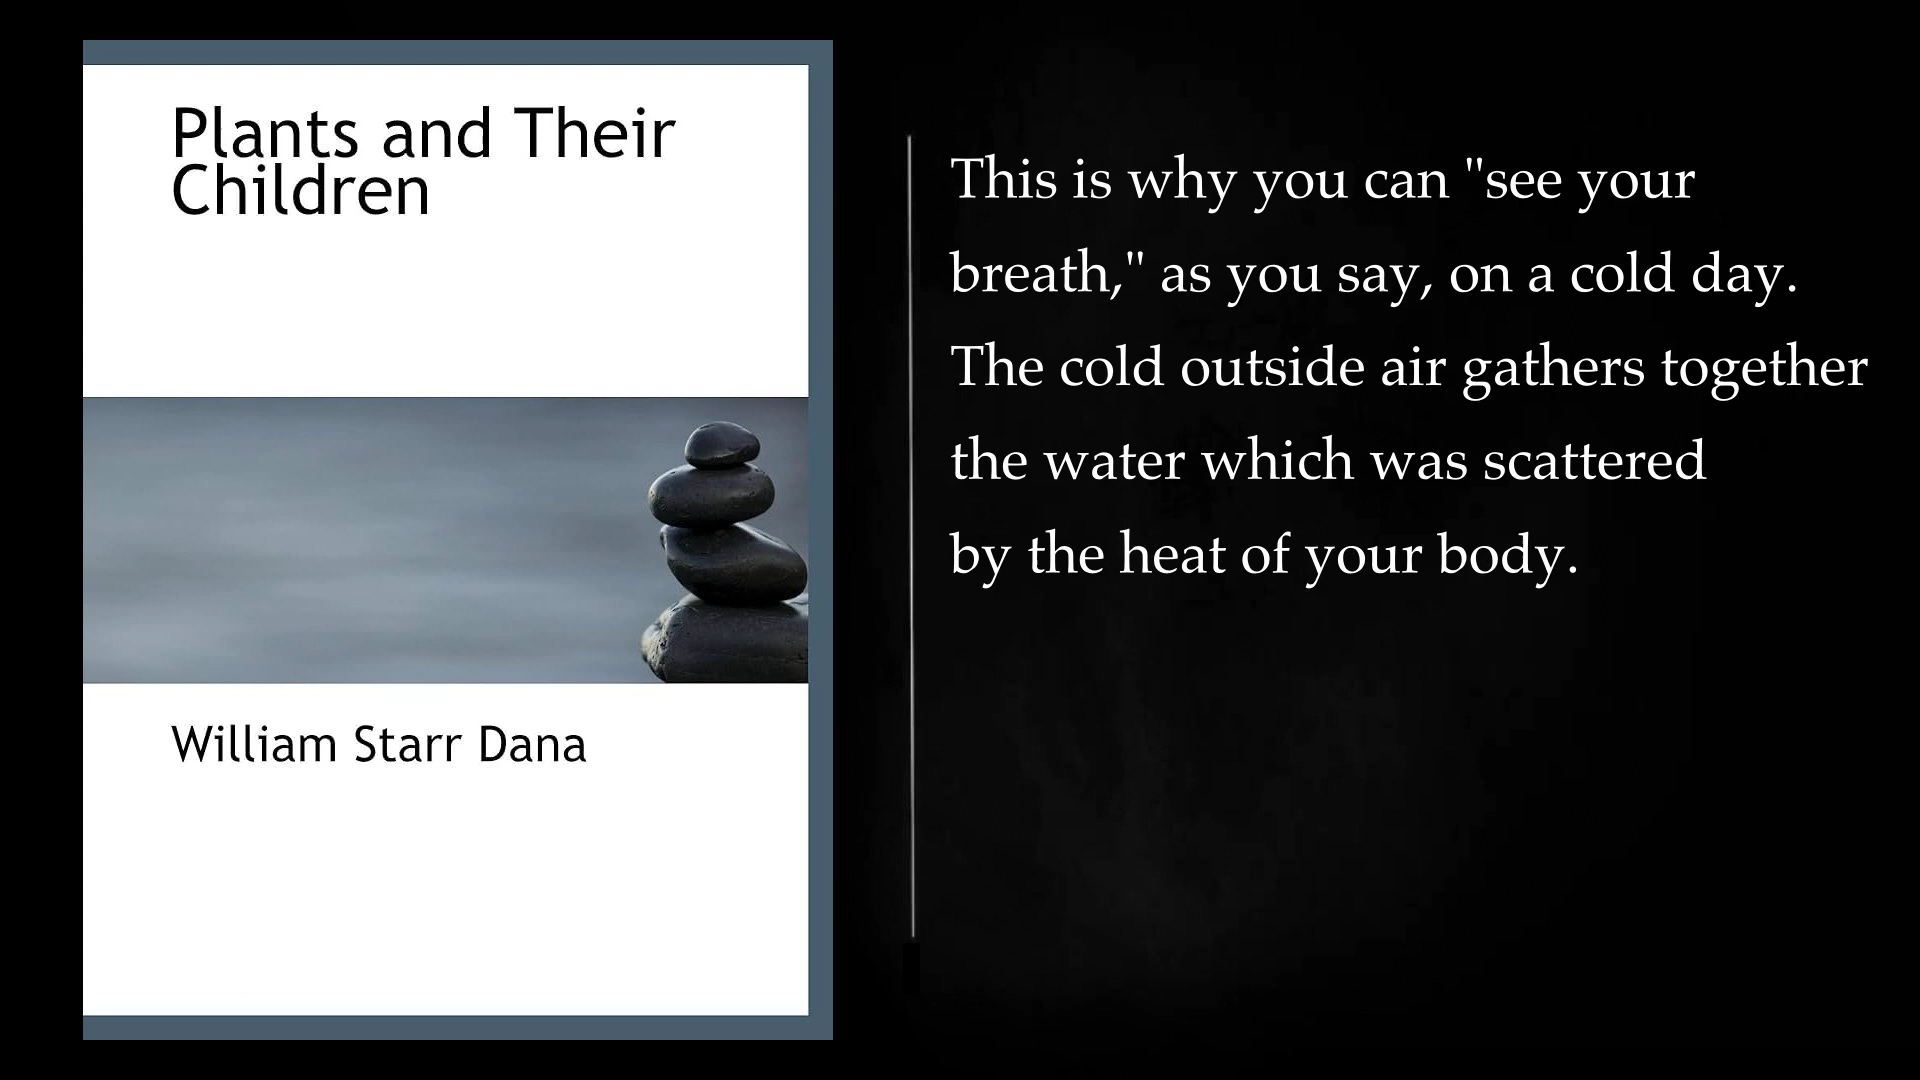 Plants and Their
Children
William Starr Dana
This is why you can "see your
breath," as you say, on a cold day.
The cold outside air gathers together
the water which was scattered
by the heat of your body.